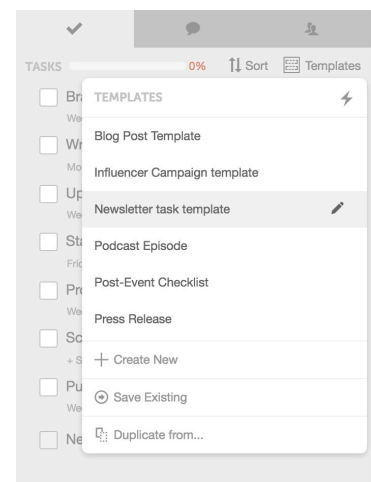 TASKS 0% Sort Templates
TEMPLATES
Blog Post Template
Influencer Campaign template
Newsletter task template
Podcast Episode
Post-Event Checklist
Press Release
+ Create New
Save Existing
Duplicate from...